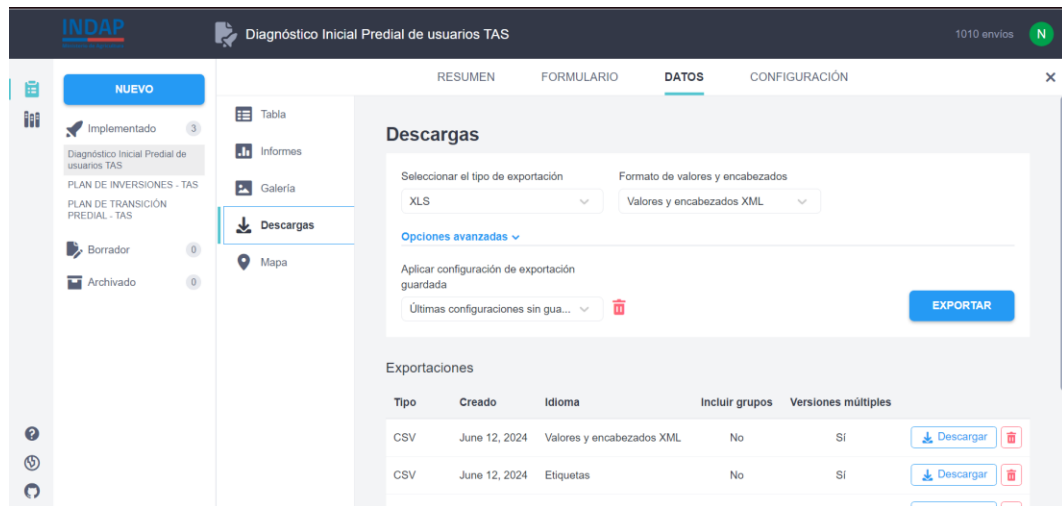 INDAP
Diagnóstico Inicial Predial de usuarios TAS
1010 envíos
N
NUEVO
Implementado
3
Diagnóstico Inicial Predial de
usuarios TAS
PLAN DE INVERSIONES - TAS
PLAN DE TRANSICIÓN
PREDIAL - TAS
Borrador
0
Archivado
0
RESUMEN
FORMULARIO
DATOS
CONFIGURACIÓN
Tabla
Informes
Galería
Descargas
Mapa
Descargas
Seleccionar el tipo de exportación
Formato de valores y encabezados
XLS
Valores y encabezados XML
Opciones avanzadas
Aplicar configuración de exportación
guardada
Últimas configuraciones sin gua...
EXPORTAR
Exportaciones
Tipo Creado Idioma Incluir grupos Versiones múltiples
CSV June 12, 2024 Valores y encabezados XML No Sí Descargar
CSV June 12, 2024 Etiquetas No Sí Descargar